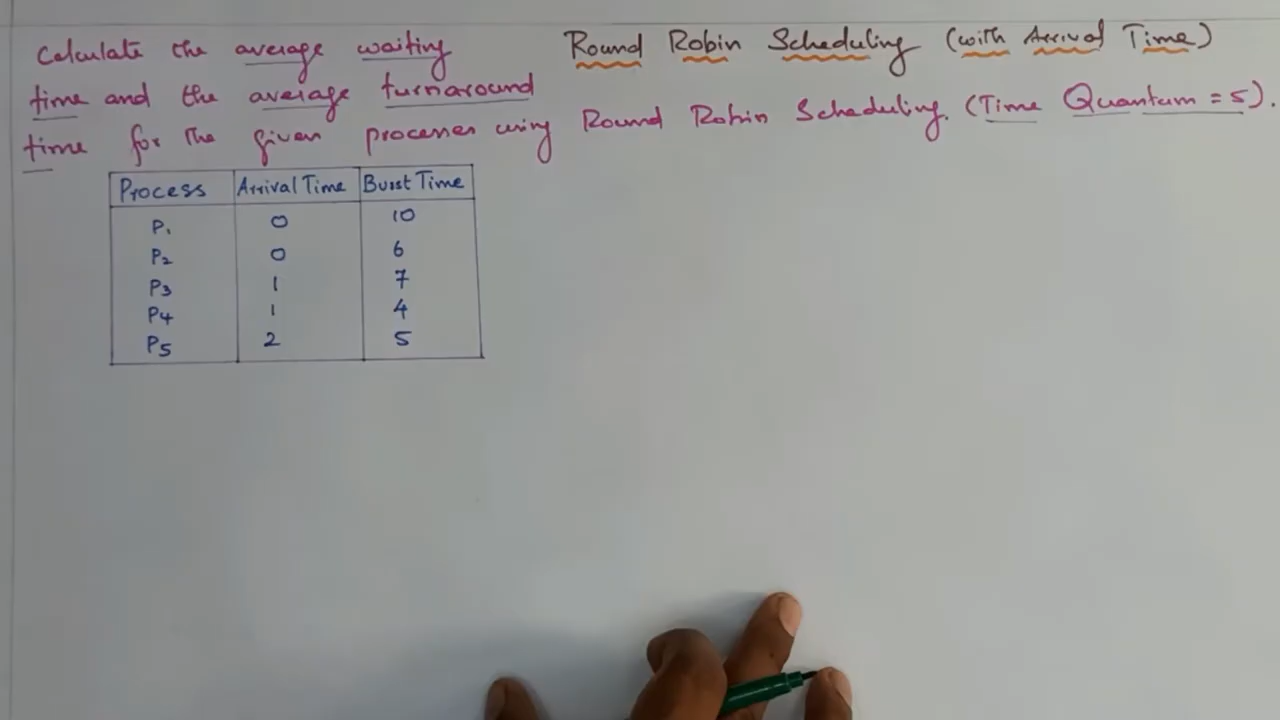 Round Robin Scheduling (with Arrival Time)
Calculate the average waiting
time and the average turnaround
time for the given processes using Round Robin Scheduling. (Time Quantum = 5).
Process Arrival Time Burst Time
P1 0 10
P2 0 6
P3 1 7
P4 1 4
P5 2 5